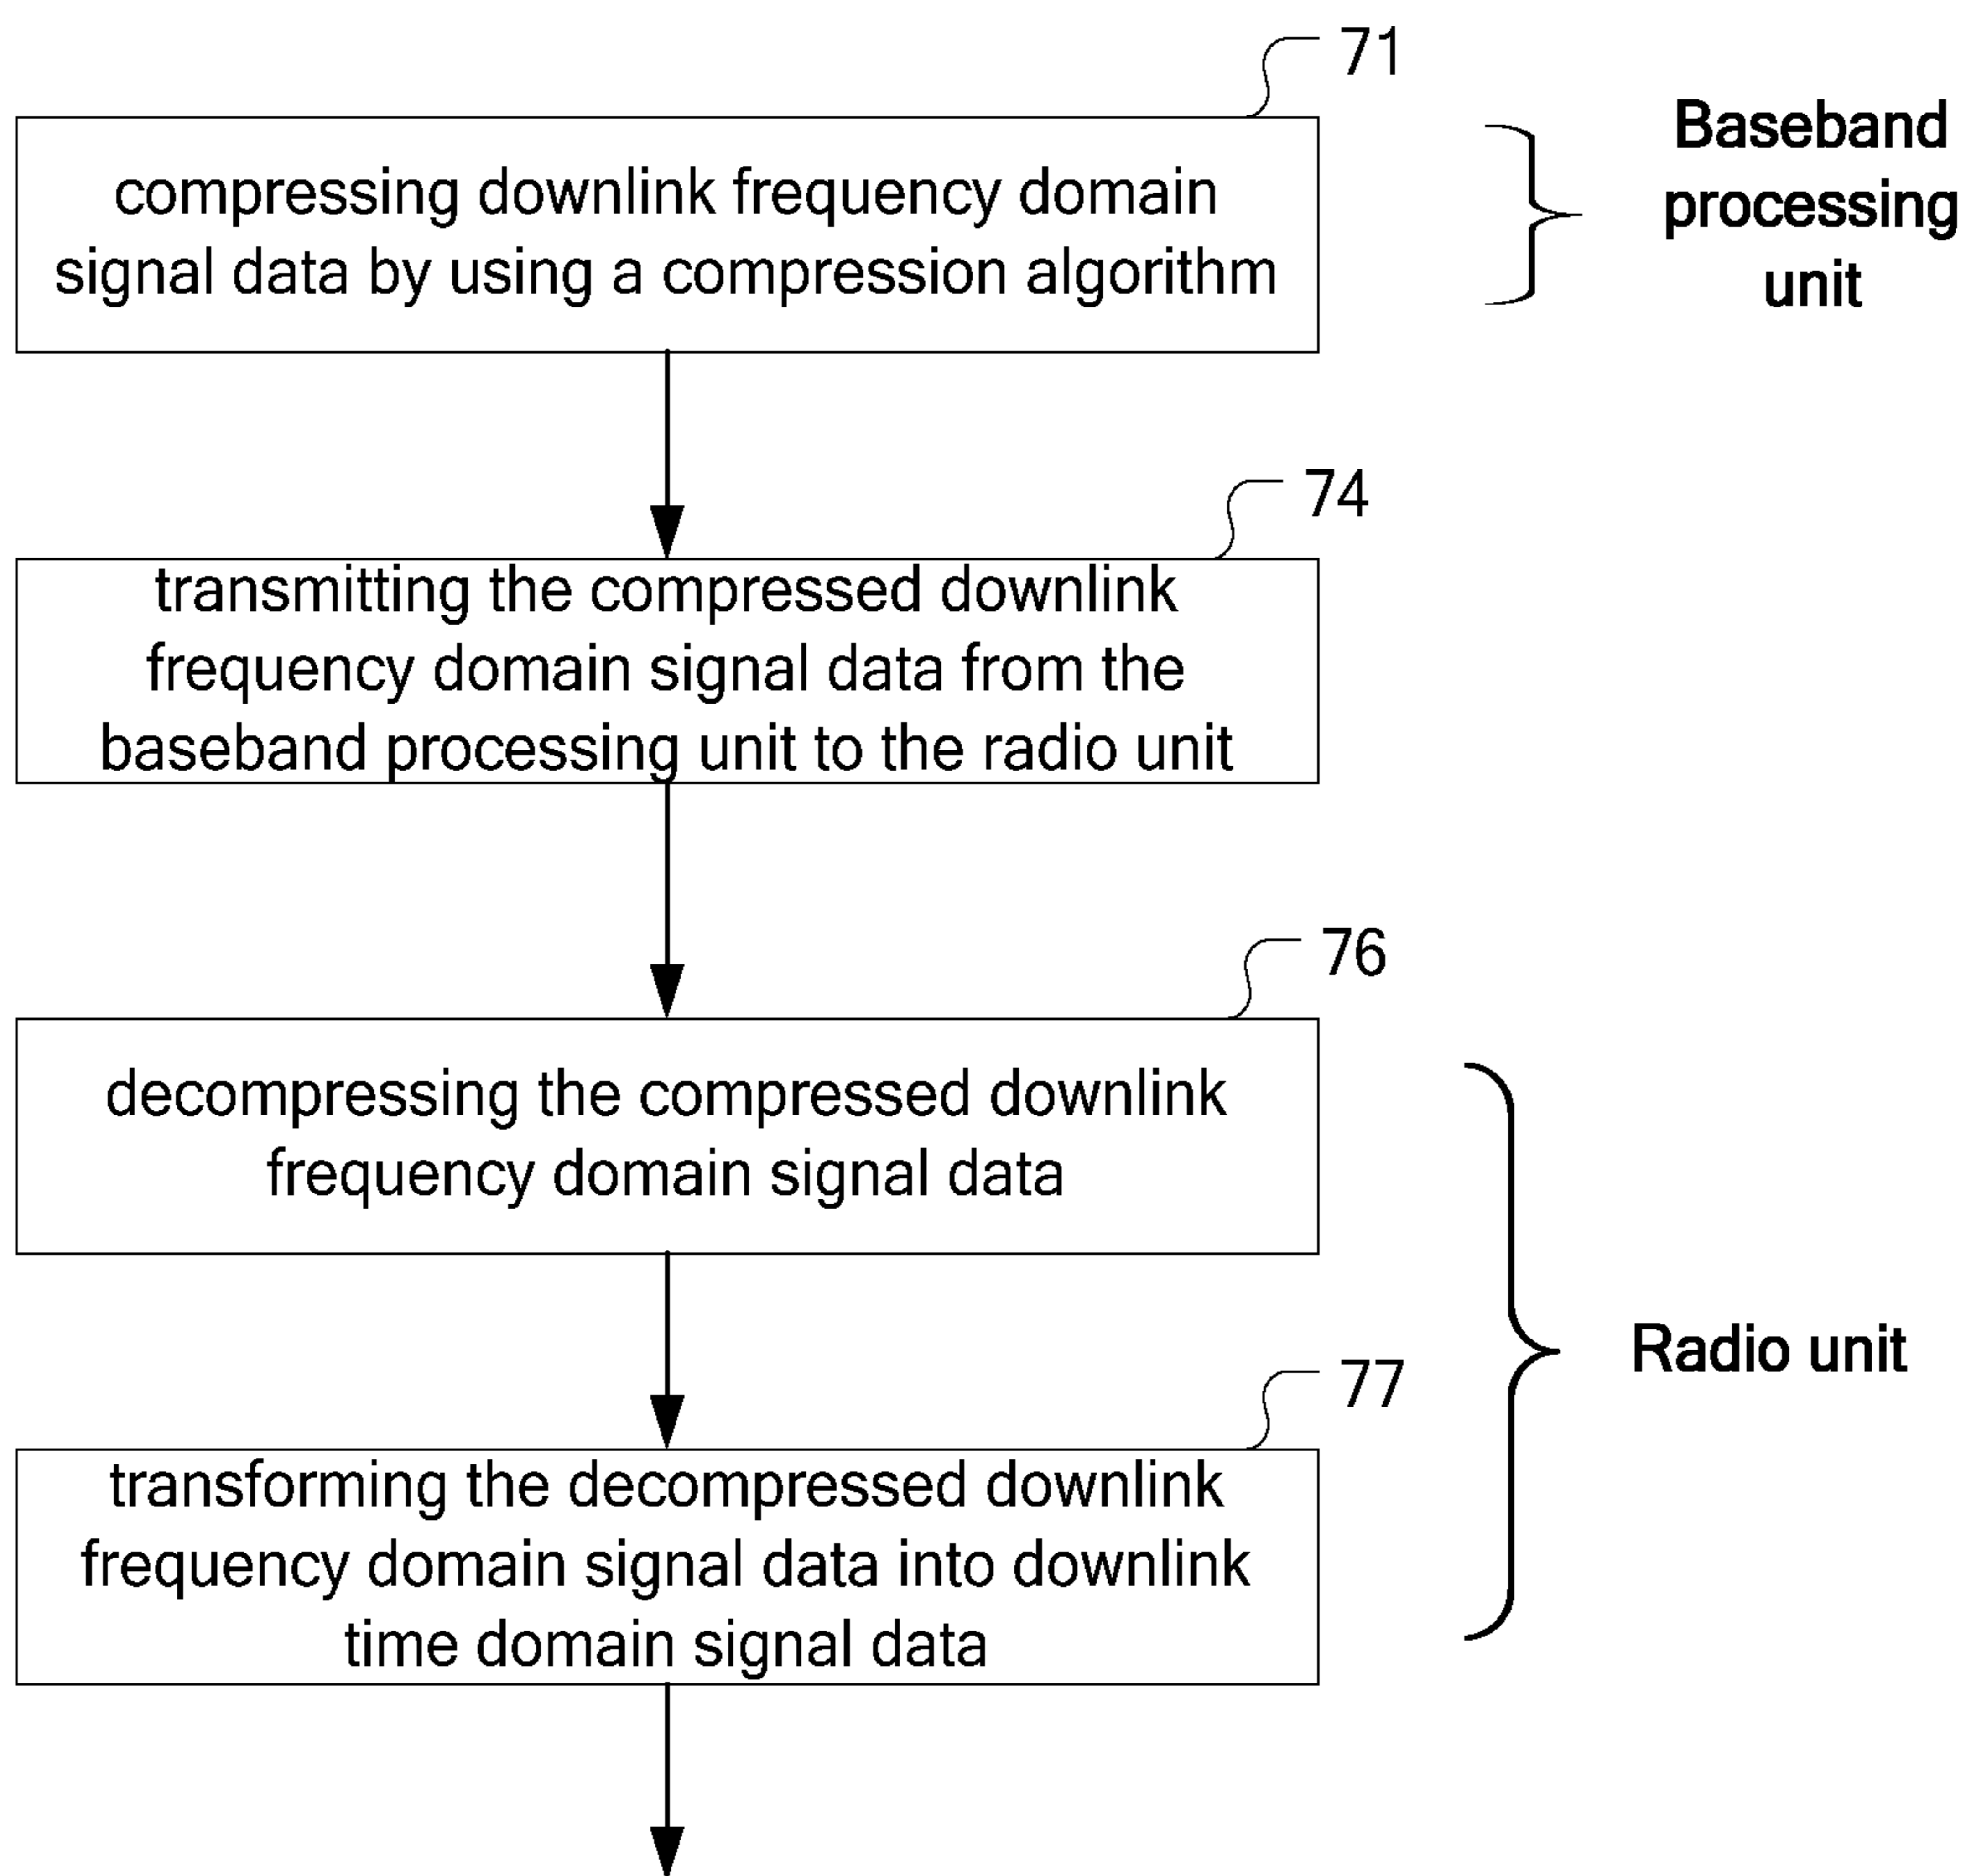 71
compressing downlink frequency domain
signal data by using a compression algorithm
Baseband
processing
unit
74
transmitting the compressed downlink
frequency domain signal data from the
baseband processing unit to the radio unit
76
decompressing the compressed downlink
frequency domain signal data
Radio unit
77
transforming the decompressed downlink
frequency domain signal data into downlink
time domain signal data